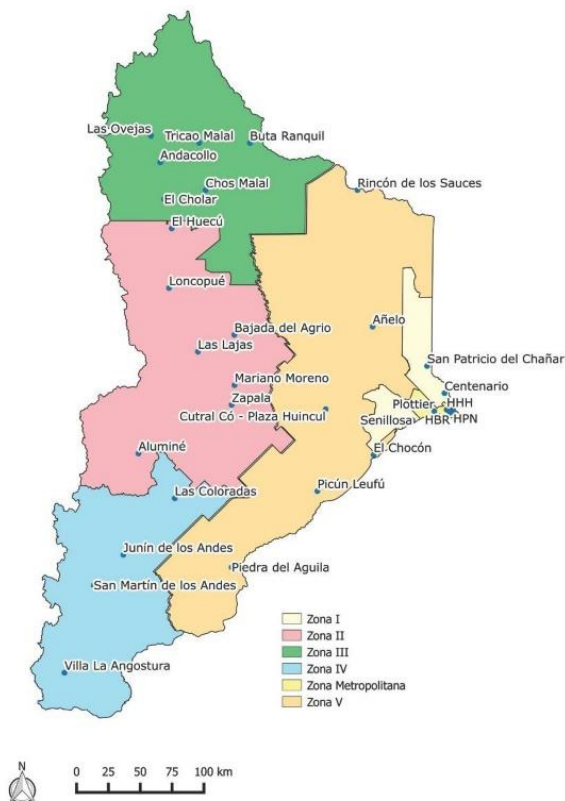 Las Ovejas
Tricao Malal
Buta Ranquil
Andacollo
Chos Malal
Rincón de los Sauces
El Cholar
El Huecú
Loncopué
Bajada del Agrio
Añelo
Las Lajas
San Patricio del Chañar
Mariano Moreno
Centenario
Zapala
Plottier
HHH
Cutral Có - Plaza Huincul
Senillosa
HBR
HPN
El Chocón
Aluminé
Las Coloradas
Picún Leufú
Junín de los Andes
Piedra del Aguila
San Martín de los Andes
Villa La Angostura
Zona I
Zona II
Zona III
Zona IV
Zona Metropolitana
Zona V
N
0 25 50 75 100 km